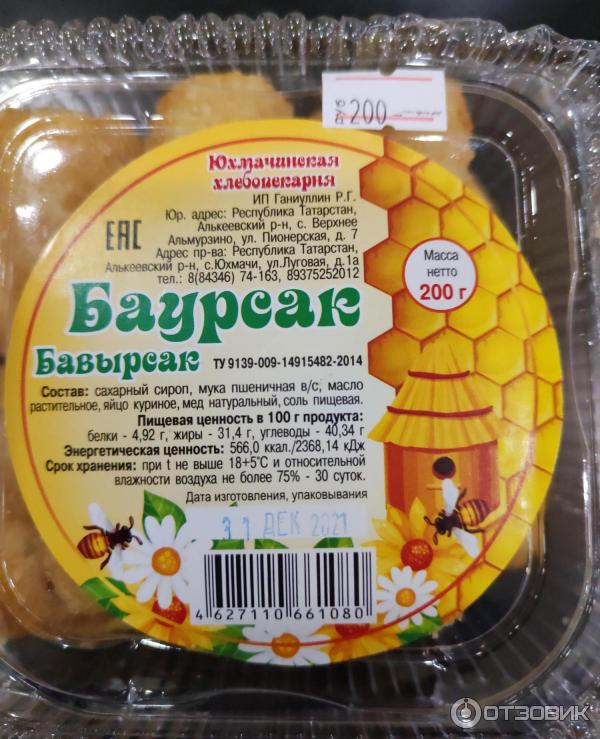 РУБ 200
Юхмачинская
хлебопекарня
ИП Ганиуллин Р.Г.
Юр. адрес: Республика Татарстан,
Алькеевский р-н, с. Верхнее
Альмурзино, ул. Пионерская, д. 7
Адрес пр-ва: Республика Татарстан,
Алькеевский р-н, с.Юхмачи, ул.Луговая, д.1а
тел.: 8(84346) 74-163, 89375252012
EAC
Масса
нетто
200 г
Баурсак
Бавырсак
ТУ 9139-009-14915482-2014
Состав: сахарный сироп, мука пшеничная в/с, масло
растительное, яйцо куриное, мед натуральный, соль пищевая.
Пищевая ценность в 100 г продукта:
белки - 4,92 г, жиры - 31,4 г, углеводы - 40,34 г
Энергетическая ценность: 566,0 ккал./2368,14 кДж
Срок хранения: при t не выше 18+5°С и относительной
влажности воздуха не более 75% - 30 суток.
Дата изготовления, упаковывания
31 ДЕК 2021
4 627110 661080
ОТЗОВИК